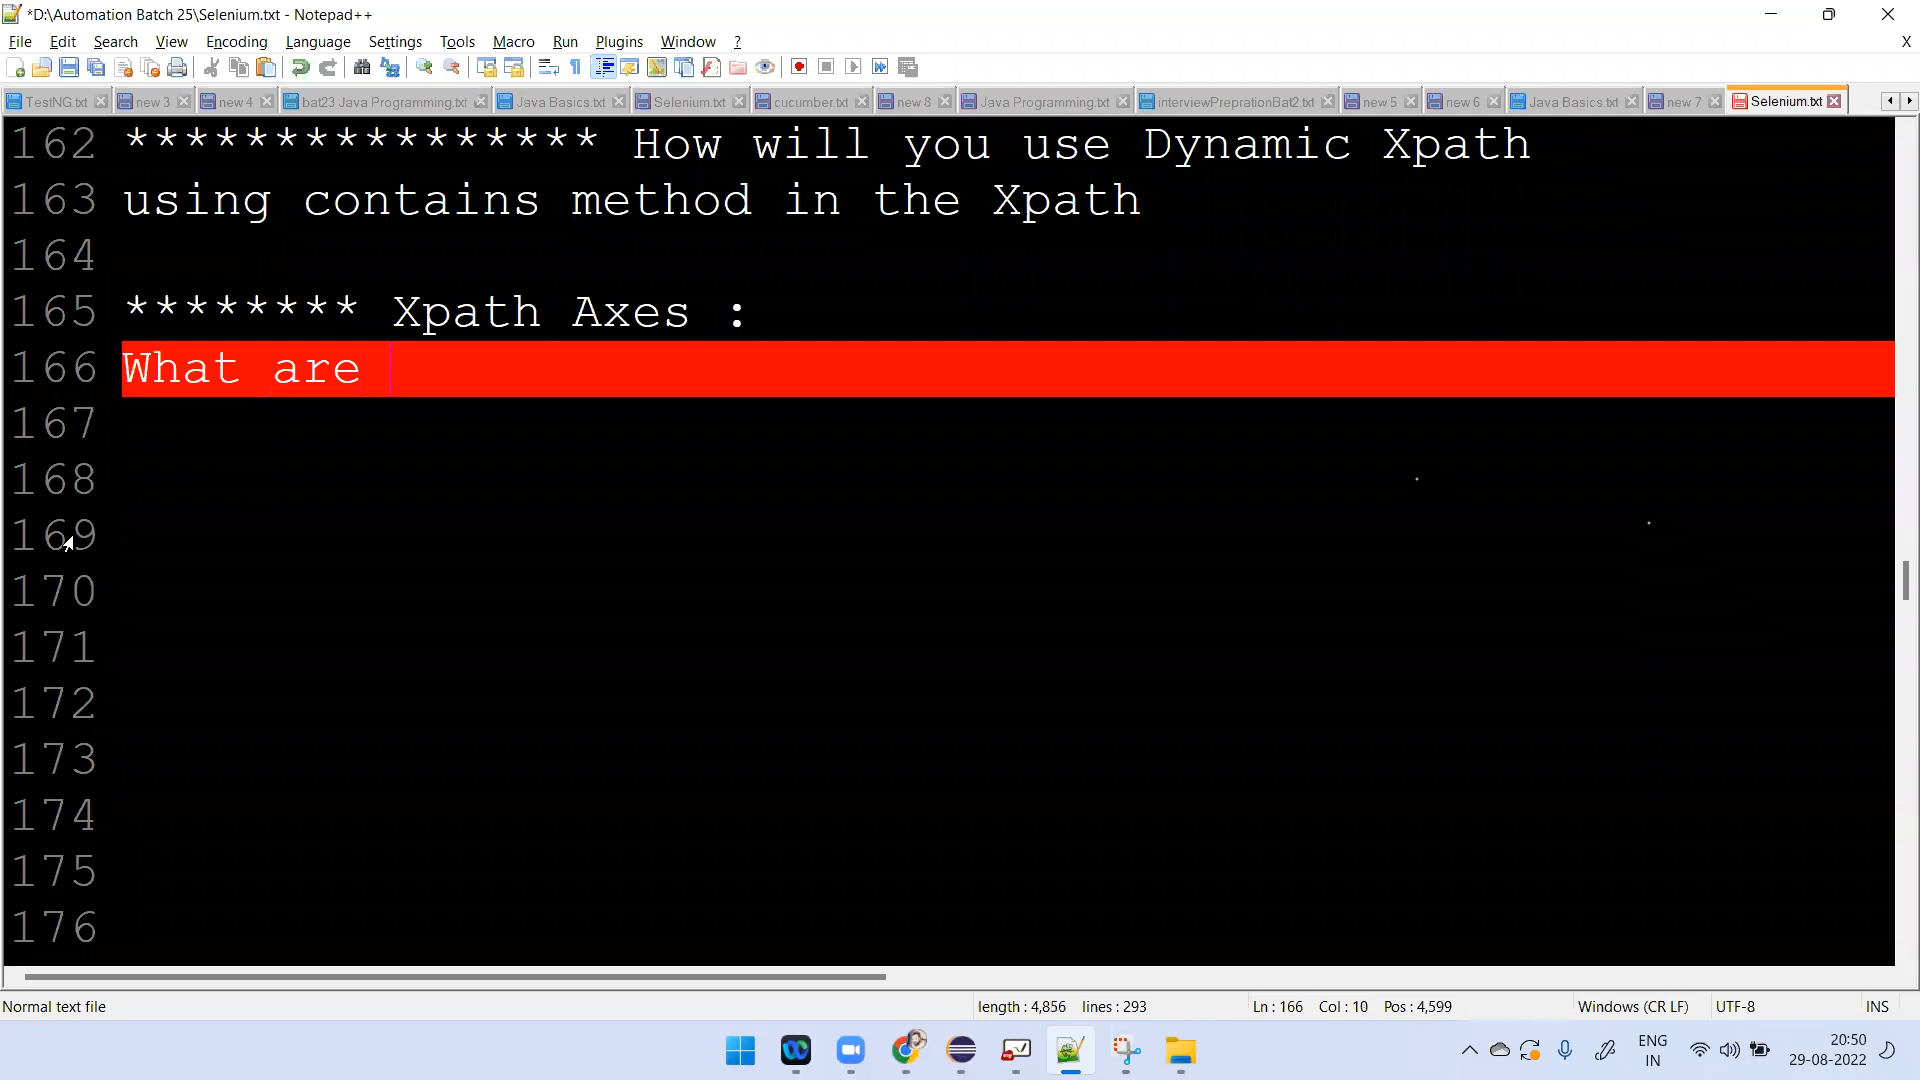 *D:\Automation Batch 25\Selenium.txt - Notepad++
File Edit Search View Encoding Language Settings Tools Macro Run Plugins Window ? X
TestNG.txt new 3 new 4 bat23 Java Programming.txt Java Basics.txt Selenium.txt cucumber.txt new 8 Java Programming.txt interviewPreprationBat2.txt new 5 new 6 Java Basics.txt new 7 Selenium.txt
162 **************** How will you use Dynamic Xpath
163 using contains method in the Xpath
164
165 ******** Xpath Axes :
166 What are
167
168
169
170
171
172
173
174
175
176
Normal text file length : 4,856 lines : 293 Ln : 166 Col : 10 Pos : 4,599 Windows (CR LF) UTF-8 INS
ENG 20:50
IN 29-08-2022